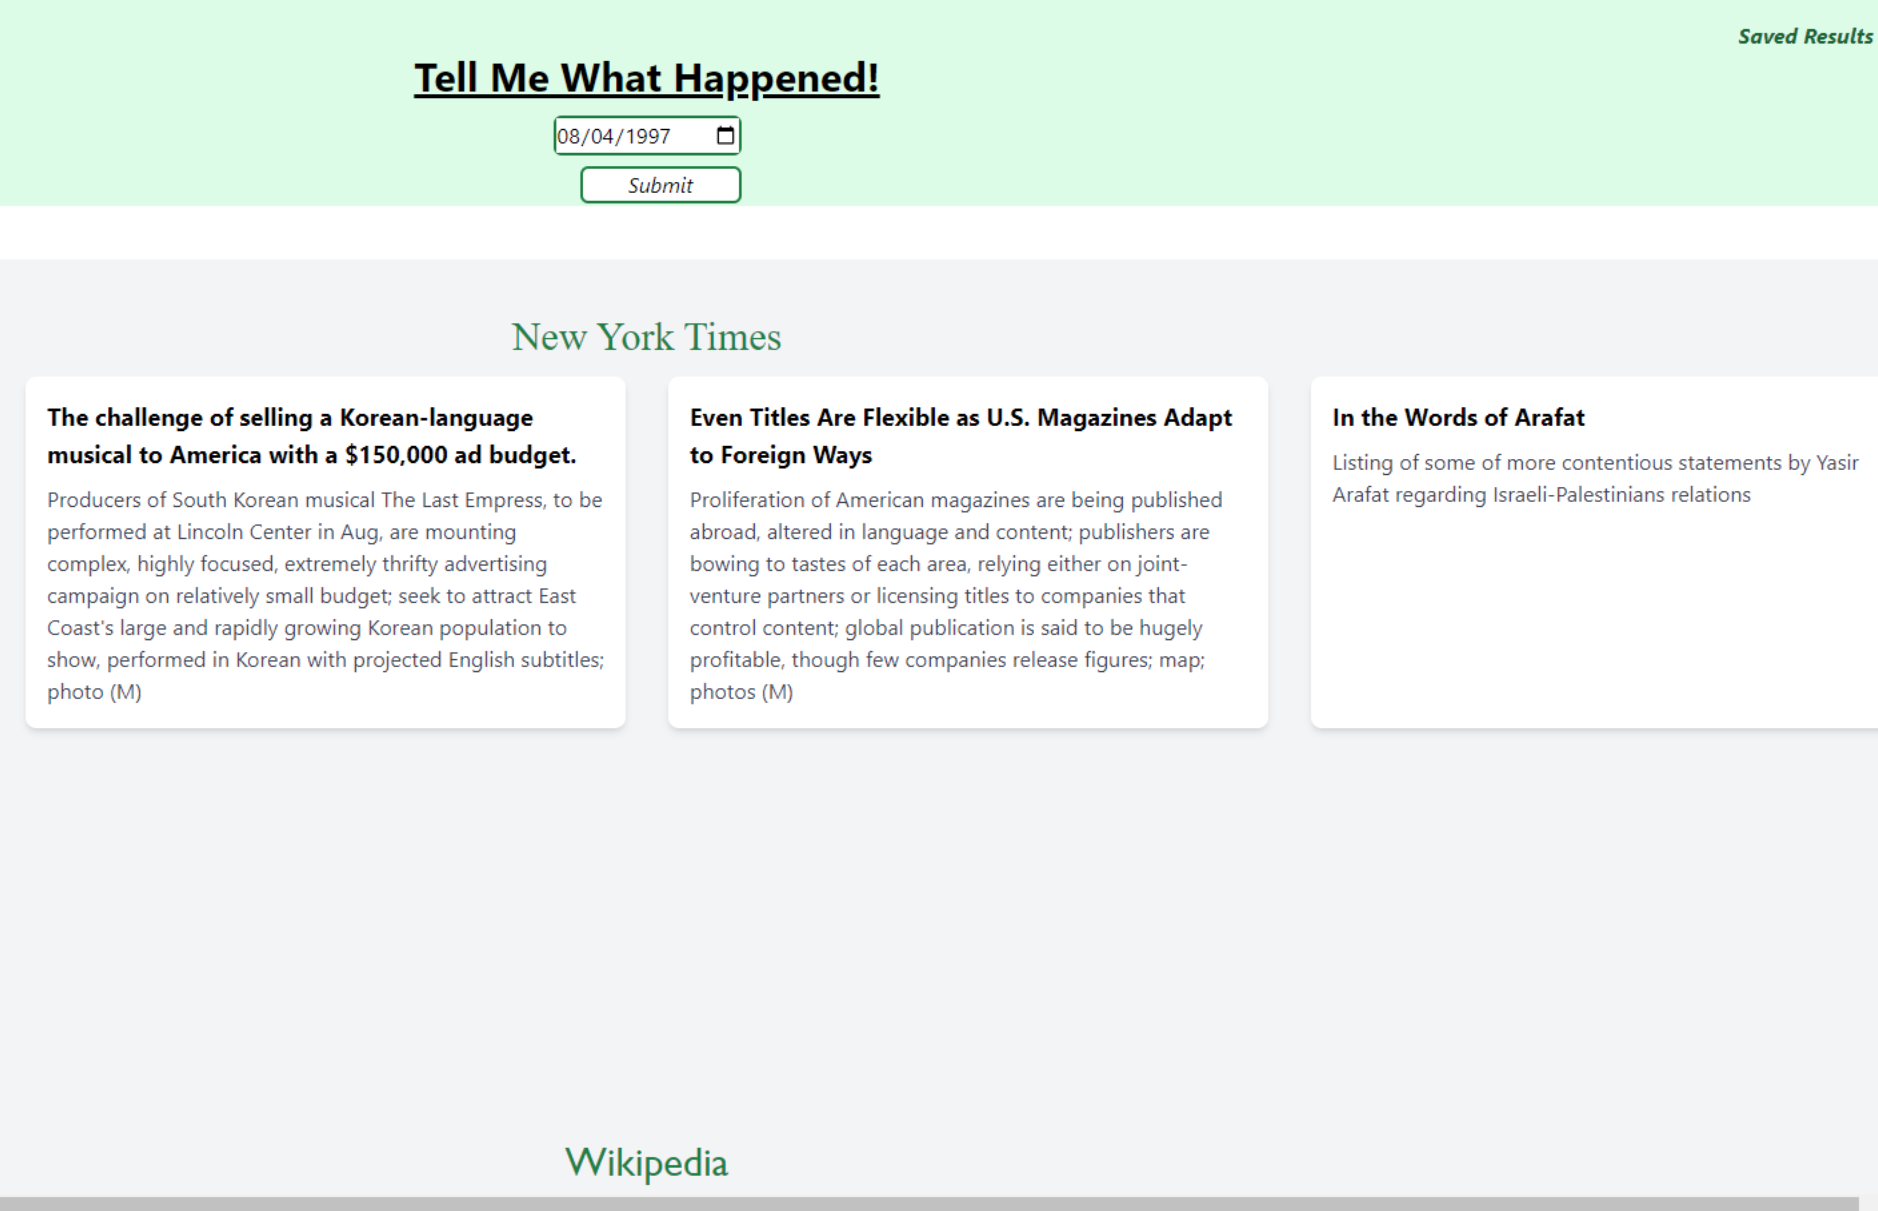 Saved Results
Tell Me What Happened!
08/04/1997
Submit
New York Times
The challenge of selling a Korean-language
musical to America with a $150,000 ad budget.
Producers of South Korean musical The Last Empress, to be
performed at Lincoln Center in Aug, are mounting
complex, highly focused, extremely thrifty advertising
campaign on relatively small budget; seek to attract East
Coast's large and rapidly growing Korean population to
show, performed in Korean with projected English subtitles;
photo (M)
Even Titles Are Flexible as U.S. Magazines Adapt
to Foreign Ways
Proliferation of American magazines are being published
abroad, altered in language and content; publishers are
bowing to tastes of each area, relying either on joint-
venture partners or licensing titles to companies that
control content; global publication is said to be hugely
profitable, though few companies release figures; map;
photos (M)
In the Words of Arafat
Listing of some of more contentious statements by Yasir
Arafat regarding Israeli-Palestinians relations
Wikipedia